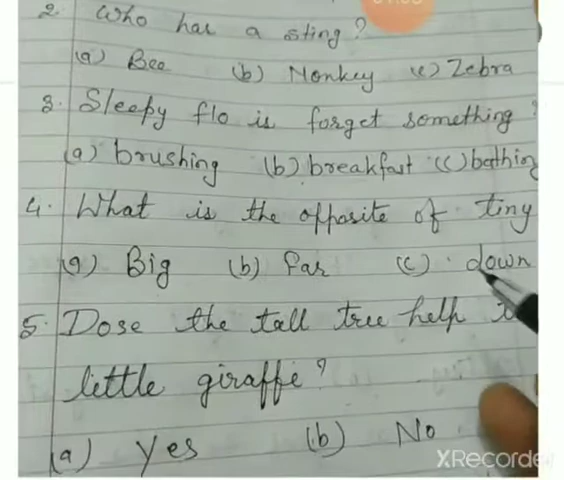 2. Who has a sting?
(a) Bee (b) Monkey (c) Zebra
3. Sleepy flo is forget something?
(a) brushing (b) breakfast (c) bathing
4. What is the opposite of tiny
(a) Big (b) far (c) down
5. Dose the tall tree help
little giraffe?
(a) Yes (b) No
XRecorder